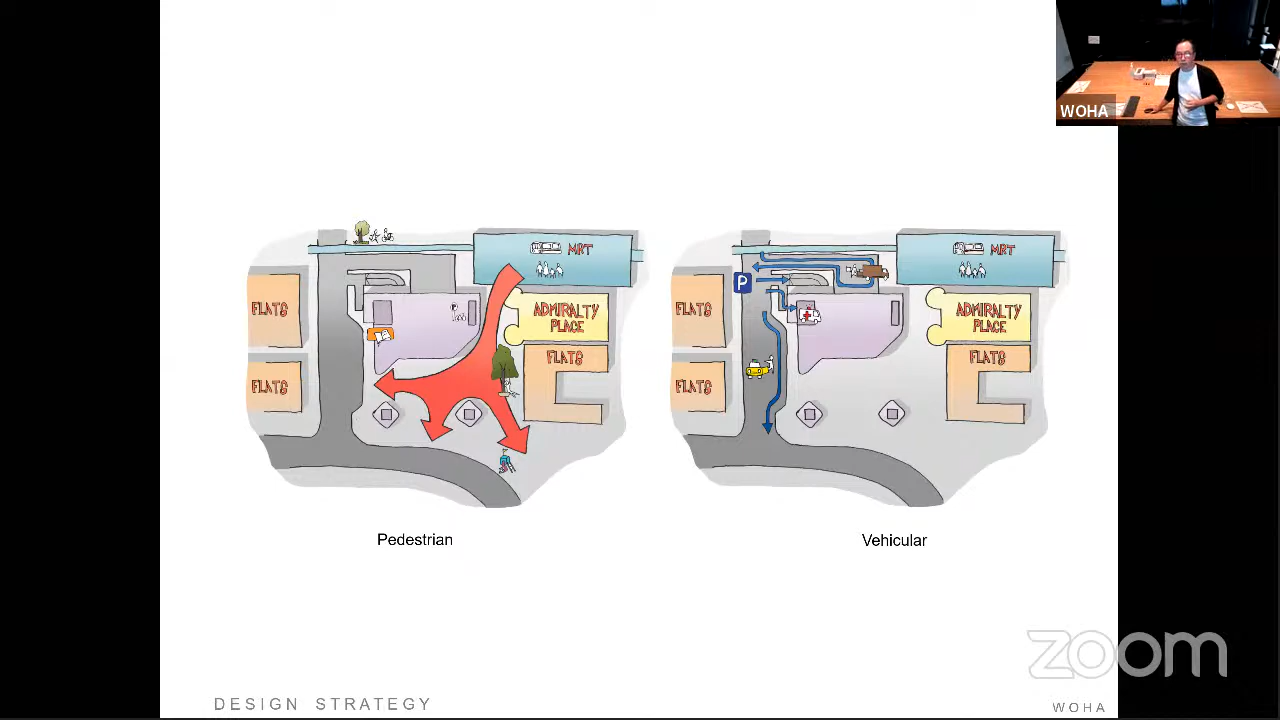 WOHA
MRT
FLATS
ADMIRALTY
PLACE
FLATS
FLATS
Pedestrian
MRT
P
FLATS
ADMIRALTY
PLACE
FLATS
FLATS
Vehicular
zoom
DESIGN STRATEGY
WOHA